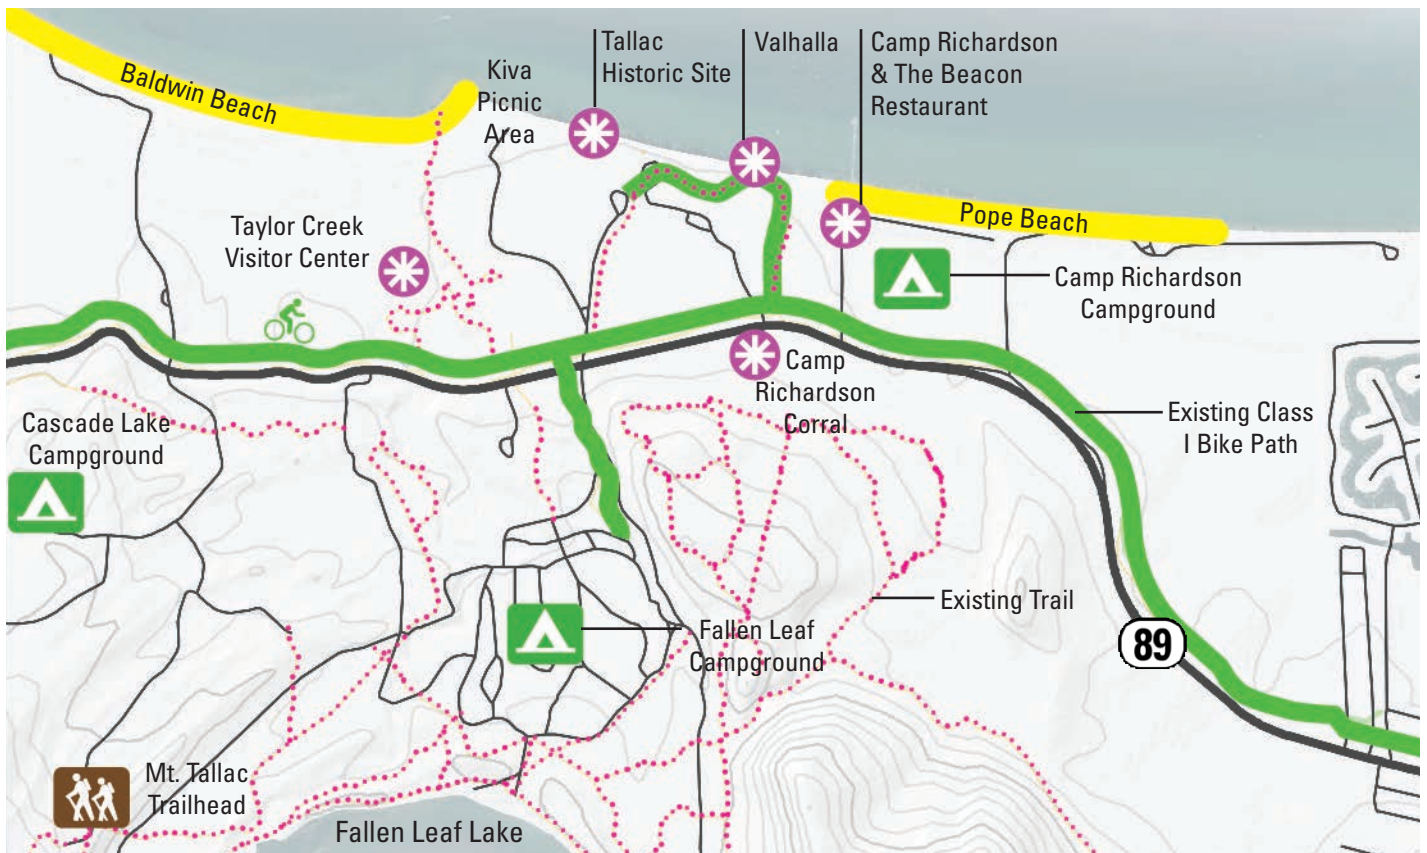 Baldwin Beach
Kiva
Picnic
Area
Tallac
Historic Site
Valhalla
Camp Richardson
& The Beacon
Restaurant
Pope Beach
Taylor Creek
Visitor Center
Camp Richardson
Campground
Camp
Richardson
Corral
Existing Class
I Bike Path
Cascade Lake
Campground
Existing Trail
Fallen Leaf
Campground
89
Mt. Tallac
Trailhead
Fallen Leaf Lake